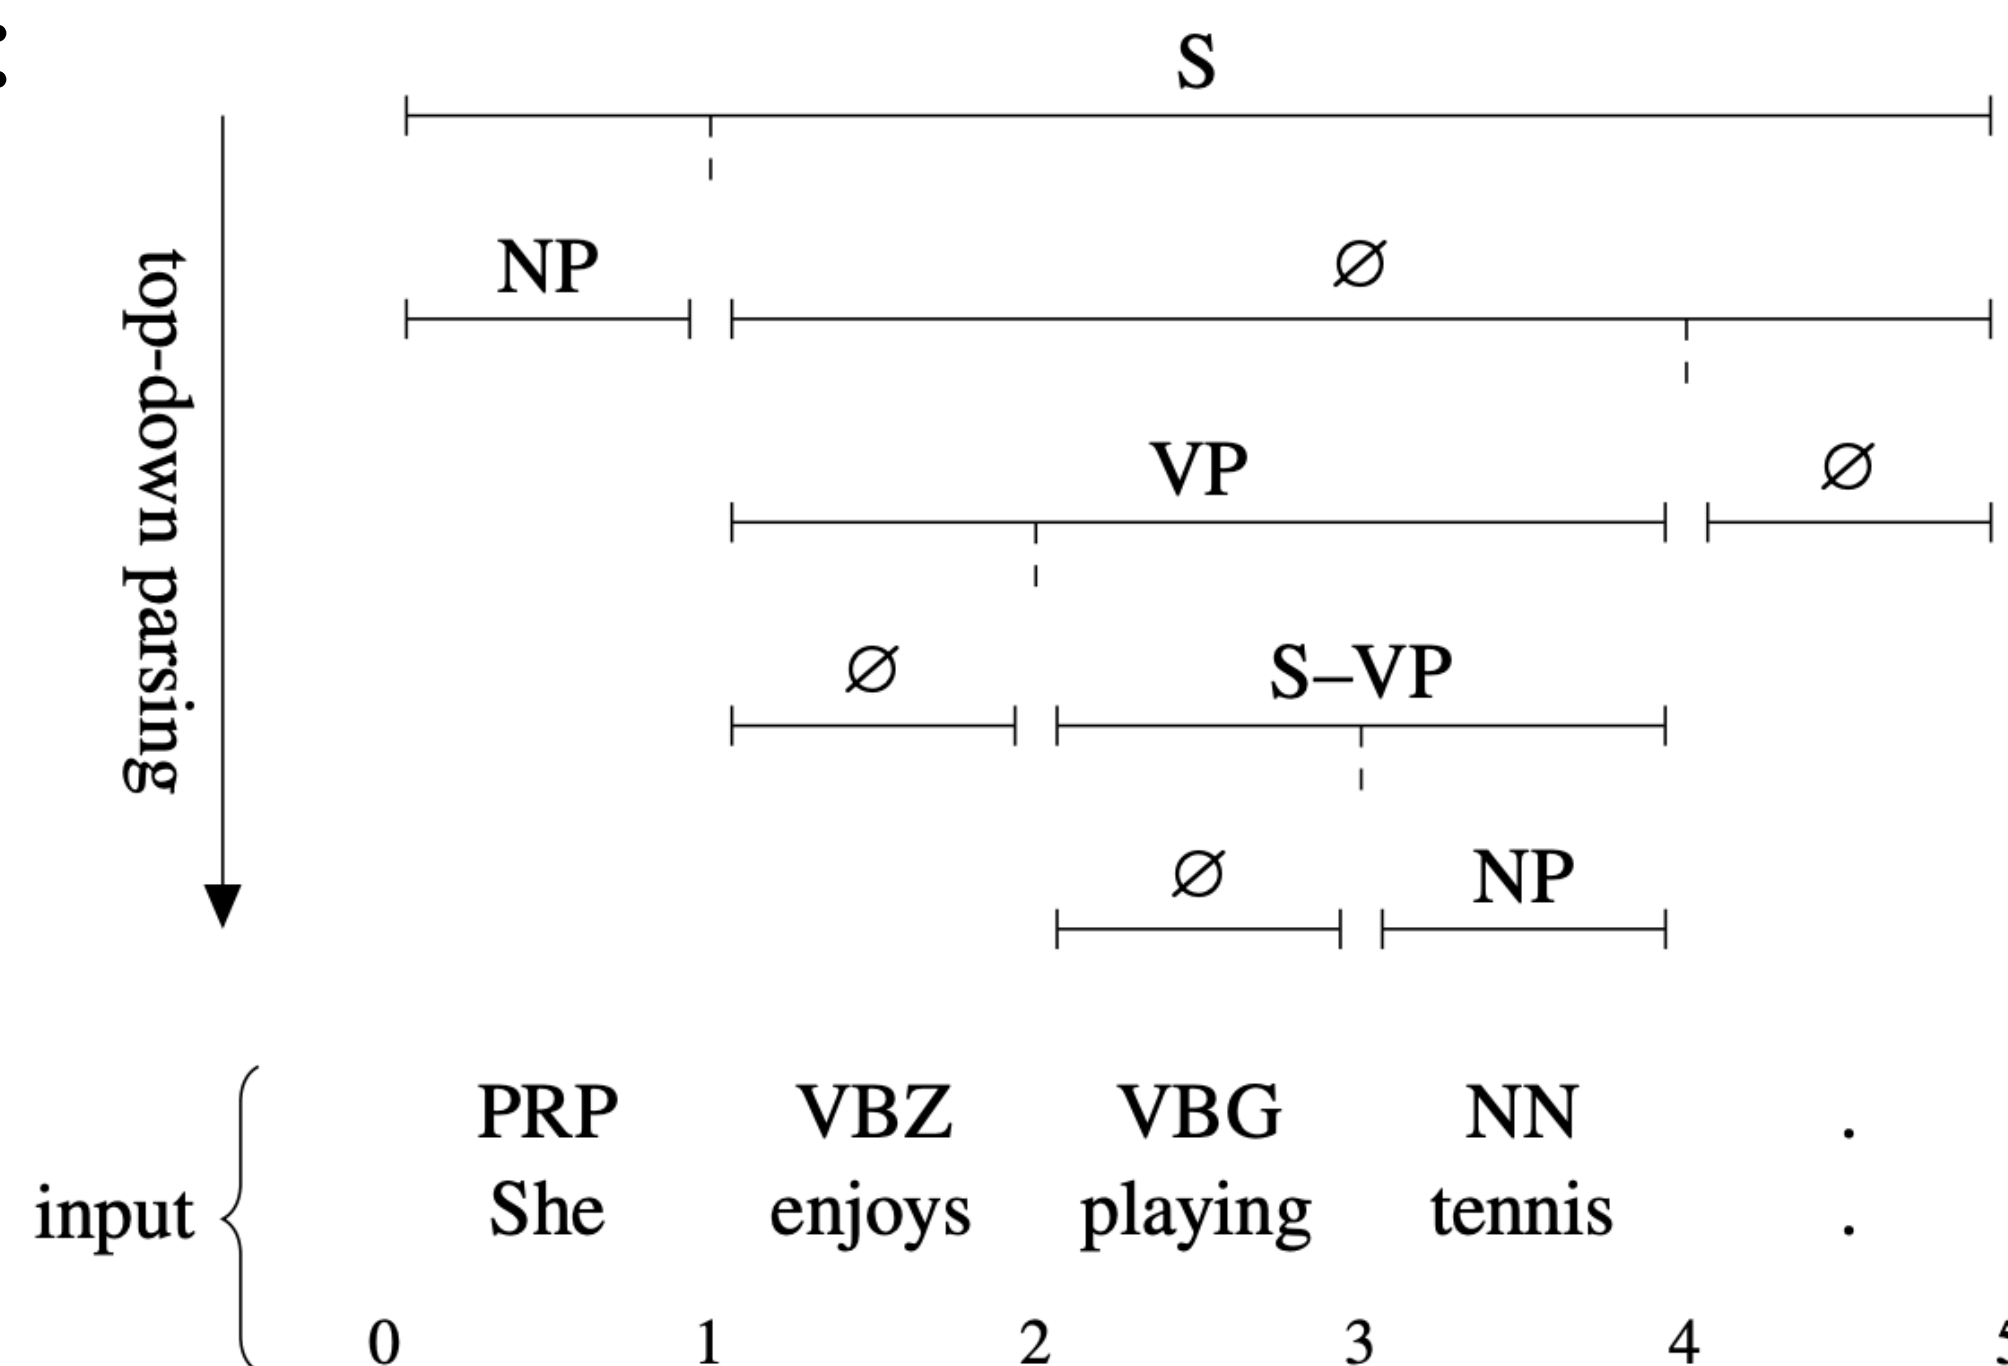 :
S
NP ∅
VP ∅
∅ S–VP
∅ NP
top-down parsing
PRP VBZ VBG NN .
input She enjoys playing tennis .
0 1 2 3 4 5